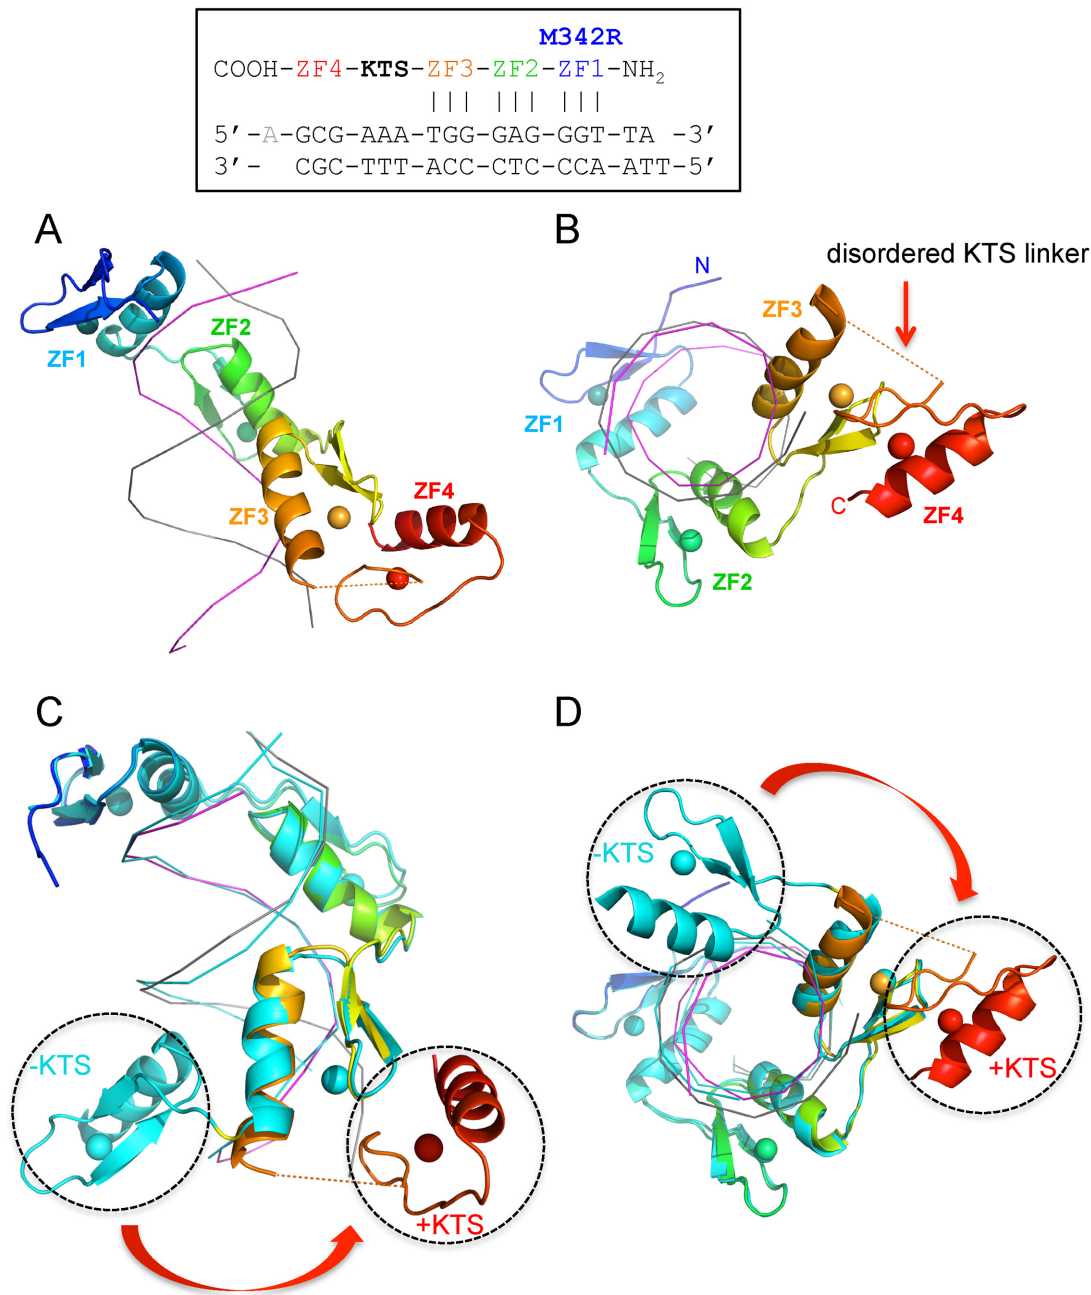 M342R
COOH-ZF4-KTS-ZF3-ZF2-ZF1-NH2
||| ||| |||
5′ -A-GCG-AAA-TGG-GAG-GGT-TA -3′
3′- CGC-TTT-ACC-CTC-CCA-ATT-5′
A
ZF1
ZF2
ZF3
ZF4
B
N
disordered KTS linker
ZF3
ZF1
C
ZF4
ZF2
C
-KTS
+KTS
D
-KTS
+KTS